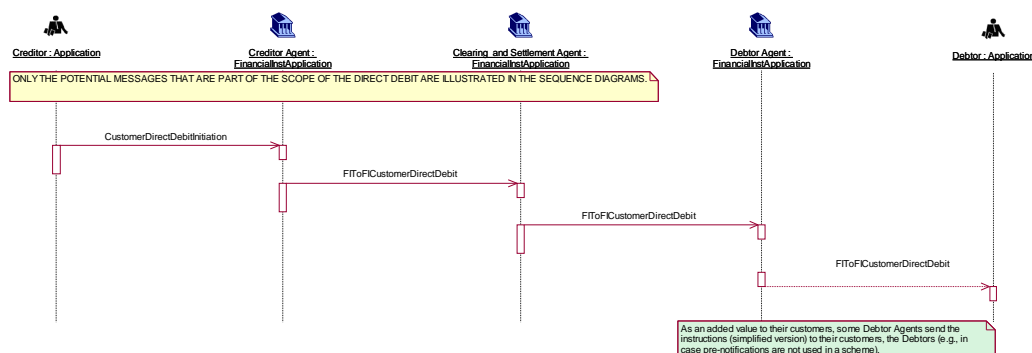 Creditor : Application
Creditor Agent :
FinancialInstApplication
Clearing and Settlement Agent :
FinancialInstApplication
Debtor Agent :
FinancialInstApplication
Debtor : Application
ONLY THE POTENTIAL MESSAGES THAT ARE PART OF THE SCOPE OF THE DIRECT DEBIT ARE ILLUSTRATED IN THE SEQUENCE DIAGRAMS.
CustomerDirectDebitInitiation
FIToFICustomerDirectDebit
FIToFICustomerDirectDebit
FIToFICustomerDirectDebit
As an added value to their customers, some Debtor Agents send the
instructions (simplified version) to their customers, the Debtors (e.g., in
case pre-notifications are not used in a scheme).